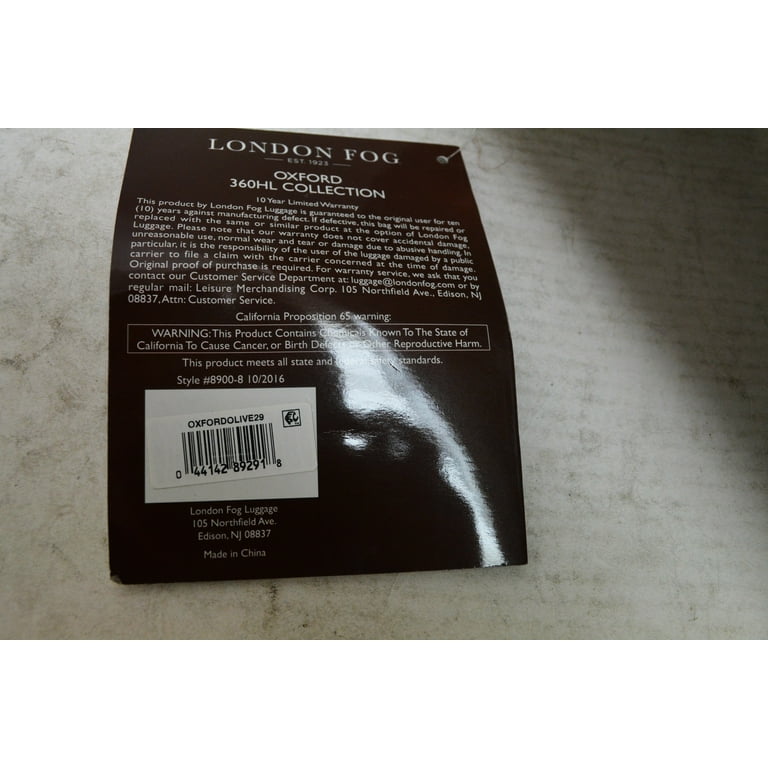 LONDON FOG
EST. 1923
OXFORD
360HL COLLECTION
10 Year Limited Warranty
This product by London Fog Luggage is guaranteed to the original user for ten
(10) years against manufacturing defect. If defective, this bag will be repaired or
replaced with the same or similar product at the option of London Fog
Luggage. Please note that our warranty does not cover accidental damage,
unreasonable use, normal wear and tear or damage due to abusive handling. In
particular, it is the responsibility of the user of the luggage damaged by a public
carrier to file a claim with the carrier concerned at the time of damage.
Original proof of purchase is required. For warranty service, we ask that you
contact our Customer Service Department at: luggage@londonfog.com or by
regular mail: Leisure Merchandising Corp. 105 Northfield Ave., Edison, NJ
08837, Attn: Customer Service.
California Proposition 65 warning:
WARNING: This Product Contains Chemicals Known To The State of
California To Cause Cancer, or Birth Defects or Other Reproductive Harm.
This product meets all state and federal safety standards.
Style #8900-8 10/2016
OXFORDOLIVE29
0 44142 89291 8
London Fog Luggage
105 Northfield Ave.
Edison, NJ 08837
Made in China